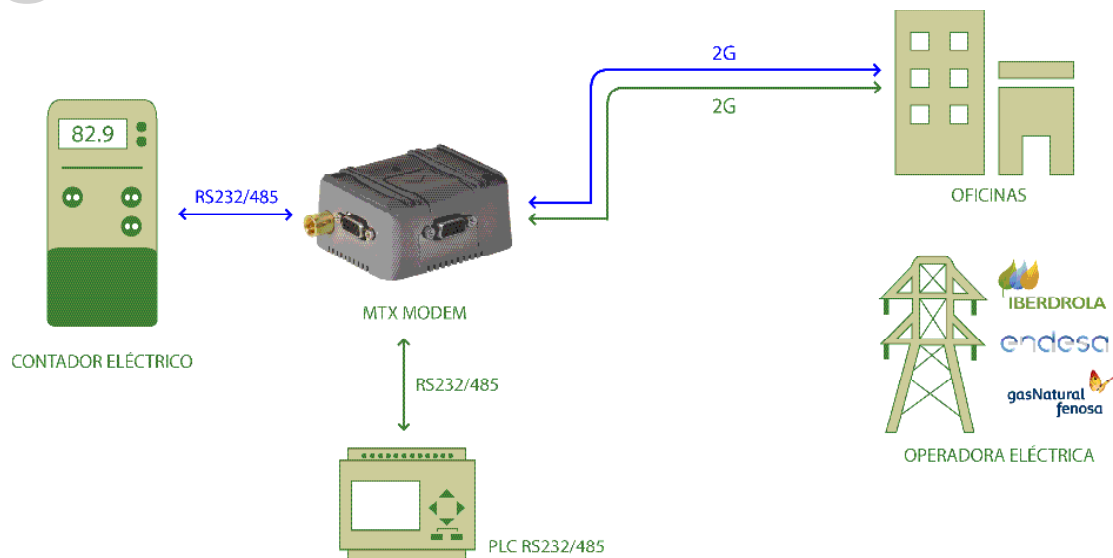 2G
2G
82.9
RS232/485
OFICINAS
IBERDROLA
MTX MODEM
endesa
CONTADOR ELÉCTRICO
RS232/485
gasNatural
fenosa
OPERADORA ELÉCTRICA
PLC RS232/485